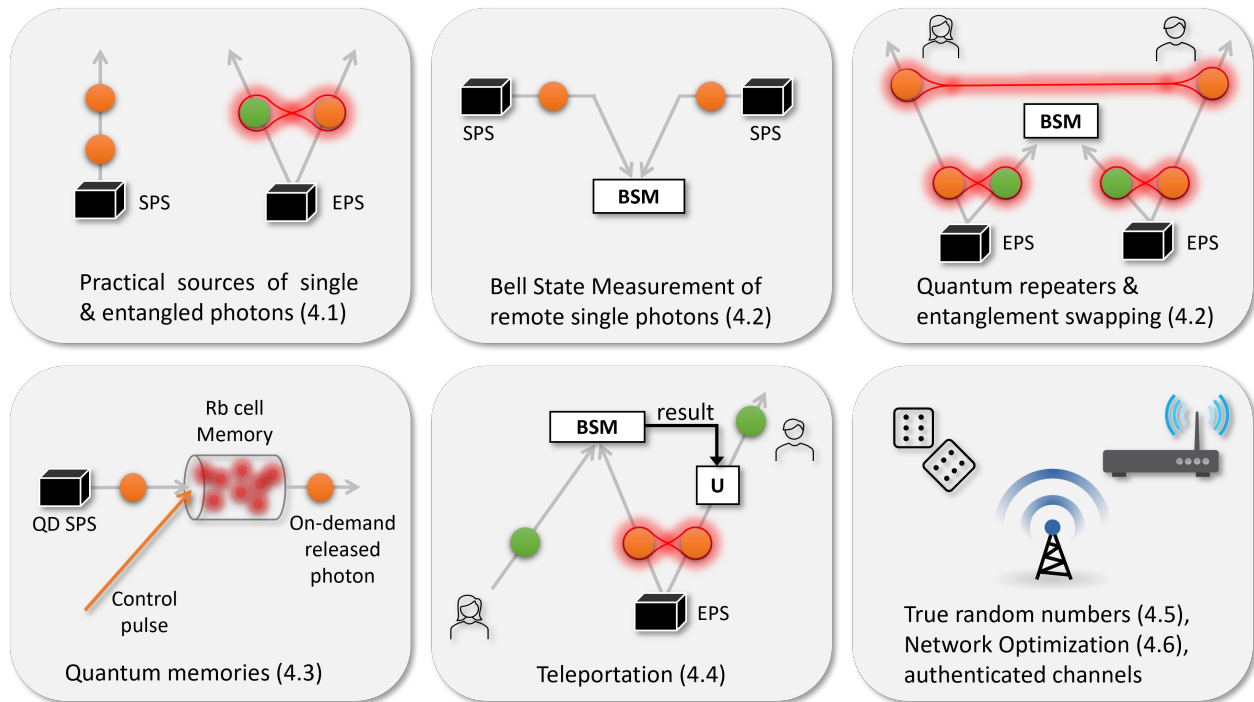 SPS
EPS
Practical sources of single
& entangled photons (4.1)
SPS
SPS
BSM
Bell State Measurement of
remote single photons (4.2)
BSM
EPS
EPS
Quantum repeaters &
entanglement swapping (4.2)
Rb cell
Memory
QD SPS
On-demand
released
photon
Control
pulse
Quantum memories (4.3)
BSM
result
U
EPS
Teleportation (4.4)
True random numbers (4.5),
Network Optimization (4.6),
authenticated channels